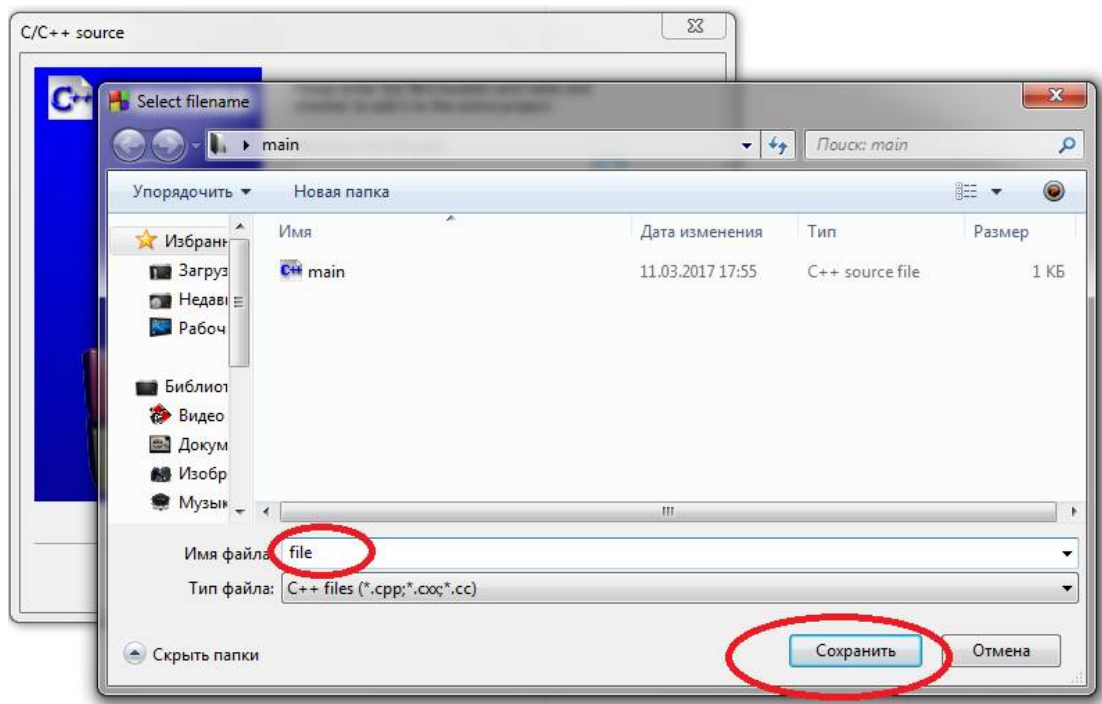 C/C++ source
C++
Select filename
main
Поиск: main
Упорядочить
Новая папка
Имя
Дата изменения
Тип
Размер
C++ main
11.03.2017 17:55
C++ source file
1 КБ
Избранн
Загруз
Недавн
Рабоч
Библиот
Видео
Докум
Изобр
Музык
Имя файла:
file
Тип файла:
C++ files (*.cpp;*.cxx;*.cc)
Скрыть папки
Сохранить
Отмена